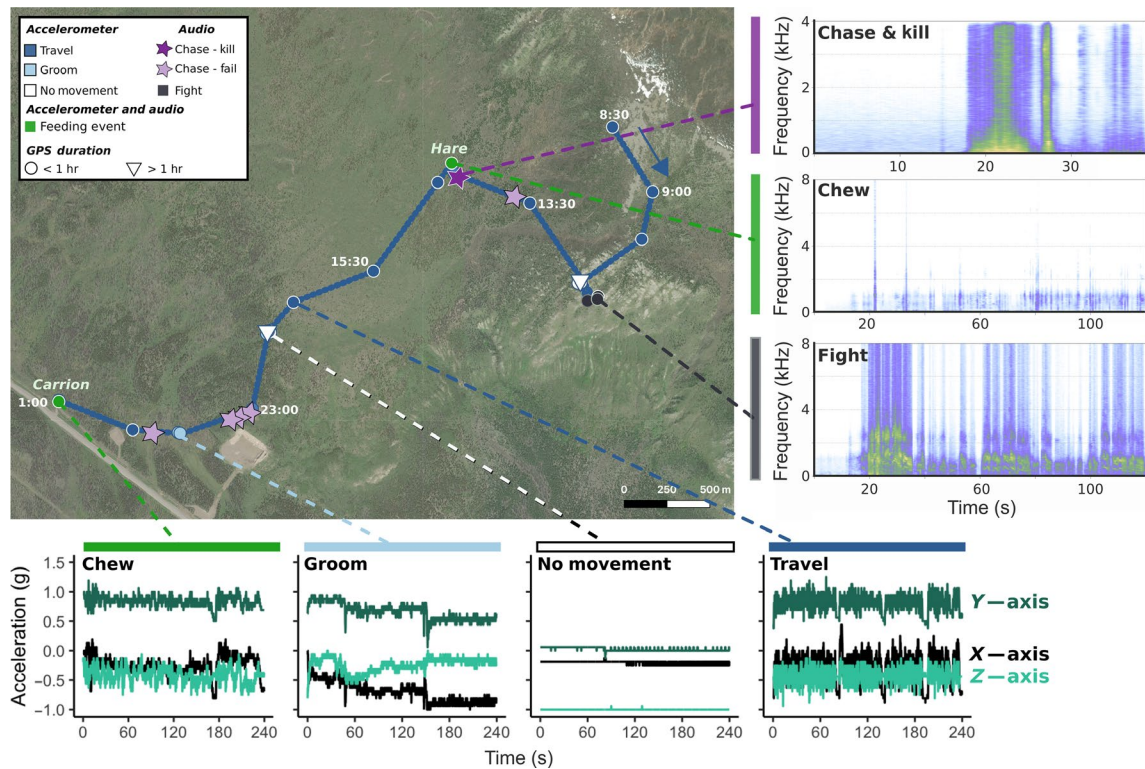 Accelerometer
Audio
Travel
Chase - kill
Groom
Chase - fail
No movement
Fight
Accelerometer and audio
Feeding event
GPS duration
< 1 hr
> 1 hr
8:30
9:00
Hare
13:30
15:30
23:00
Carrion
1:00
0 250 500 m
Chase & kill
Frequency (kHz)
4
2
0
10 30
Chew
Frequency (kHz)
8
4
0
20 60 100
Fight
Frequency (kHz)
8
4
0
20 60 100
Time (s)
Chew
Groom
No movement
Travel
Acceleration (g)
1.5
1.0
0.5
0.0
−0.5
−1.0
Y—axis
X—axis
Z—axis
0 60 120 180 240
0 60 120 180 240
0 60 120 180 240
0 60 120 180 240
Time (s)